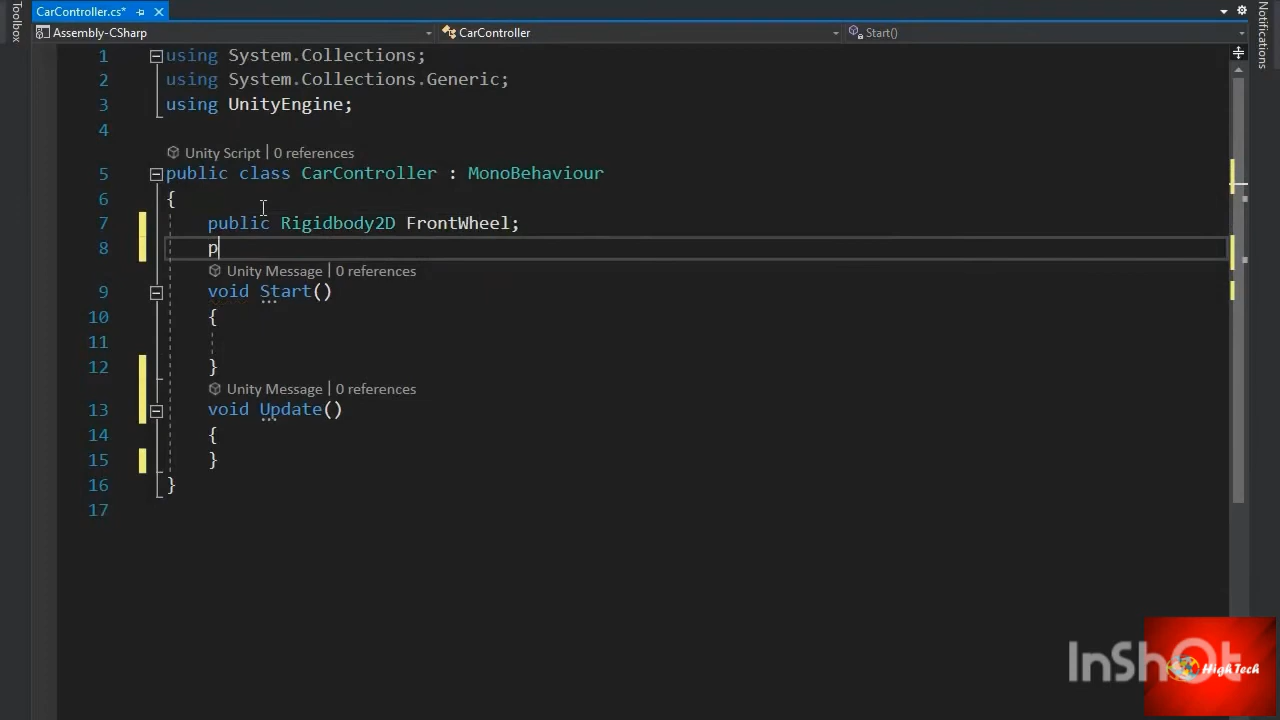 CarController.cs*
Toolbox
Notifications
Assembly-CSharp
CarController
Start()
1 using System.Collections;
2 using System.Collections.Generic;
3 using UnityEngine;
4
Unity Script | 0 references
5 public class CarController : MonoBehaviour
6 {
7 public Rigidbody2D FrontWheel;
8 p
Unity Message | 0 references
9 void Start()
10 {
11
12 }
Unity Message | 0 references
13 void Update()
14 {
15 }
16 }
17
InShOt
HighTech